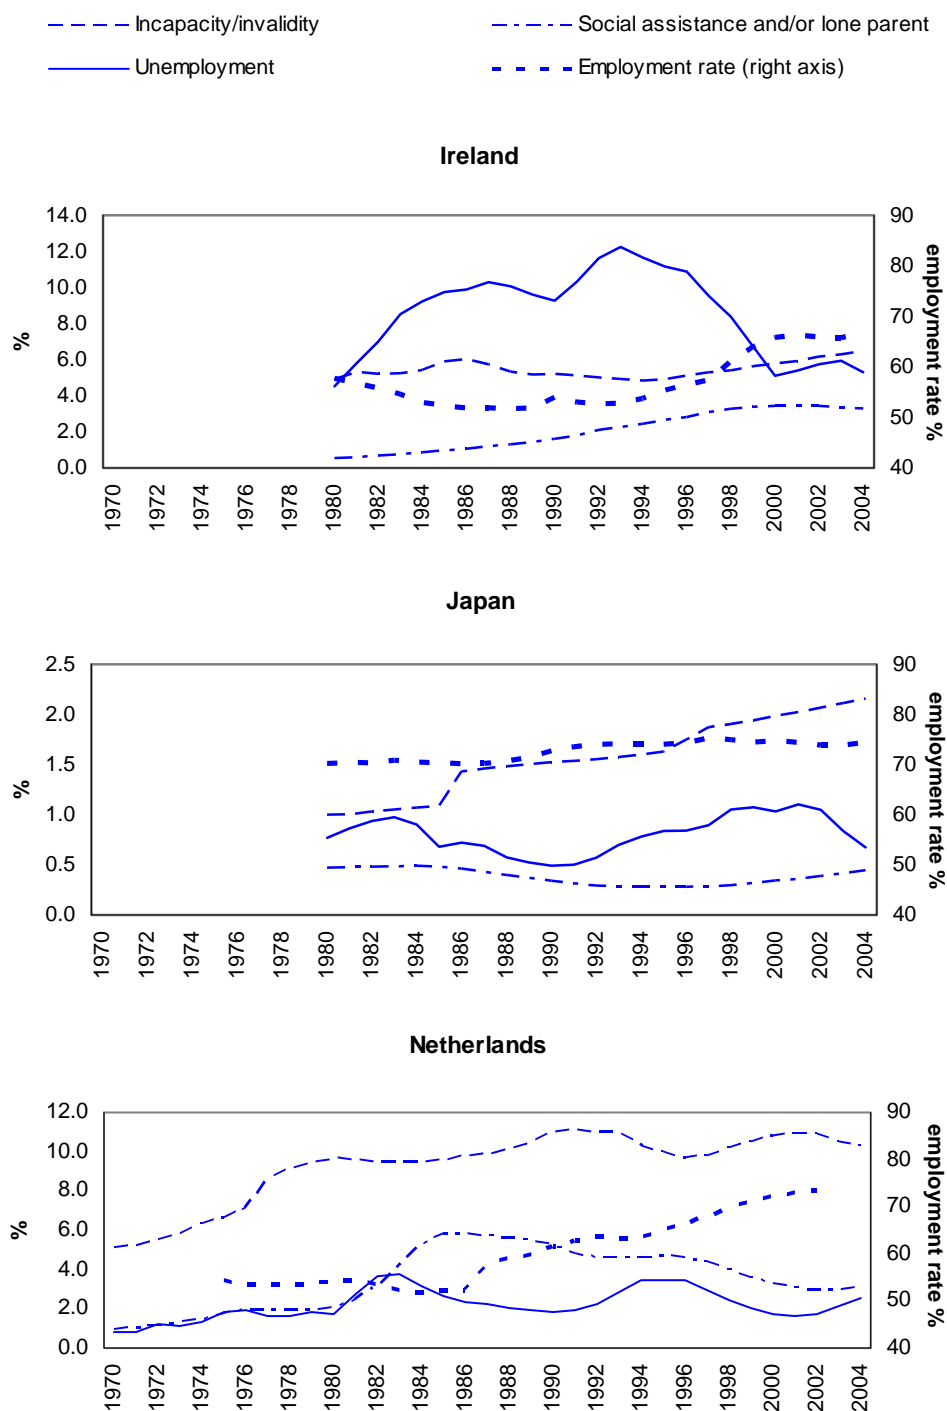 Incapacity/invalidity Social assistance and/or lone parent
Unemployment Employment rate (right axis)
Ireland
14.0 90
12.0 80
10.0 70
8.0 60
6.0 50
4.0 40
2.0
0.0
%
employment rate %
1970 1972 1974 1976 1978 1980 1982 1984 1986 1988 1990 1992 1994 1996 1998 2000 2002 2004
Japan
2.5 90
2.0 80
1.5 70
1.0 60
0.5 50
0.0 40
%
employment rate %
1970 1972 1974 1976 1978 1980 1982 1984 1986 1988 1990 1992 1994 1996 1998 2000 2002 2004
Netherlands
12.0 90
10.0 80
8.0 70
6.0 60
4.0 50
2.0 40
0.0
%
employment rate %
1970 1972 1974 1976 1978 1980 1982 1984 1986 1988 1990 1992 1994 1996 1998 2000 2002 2004